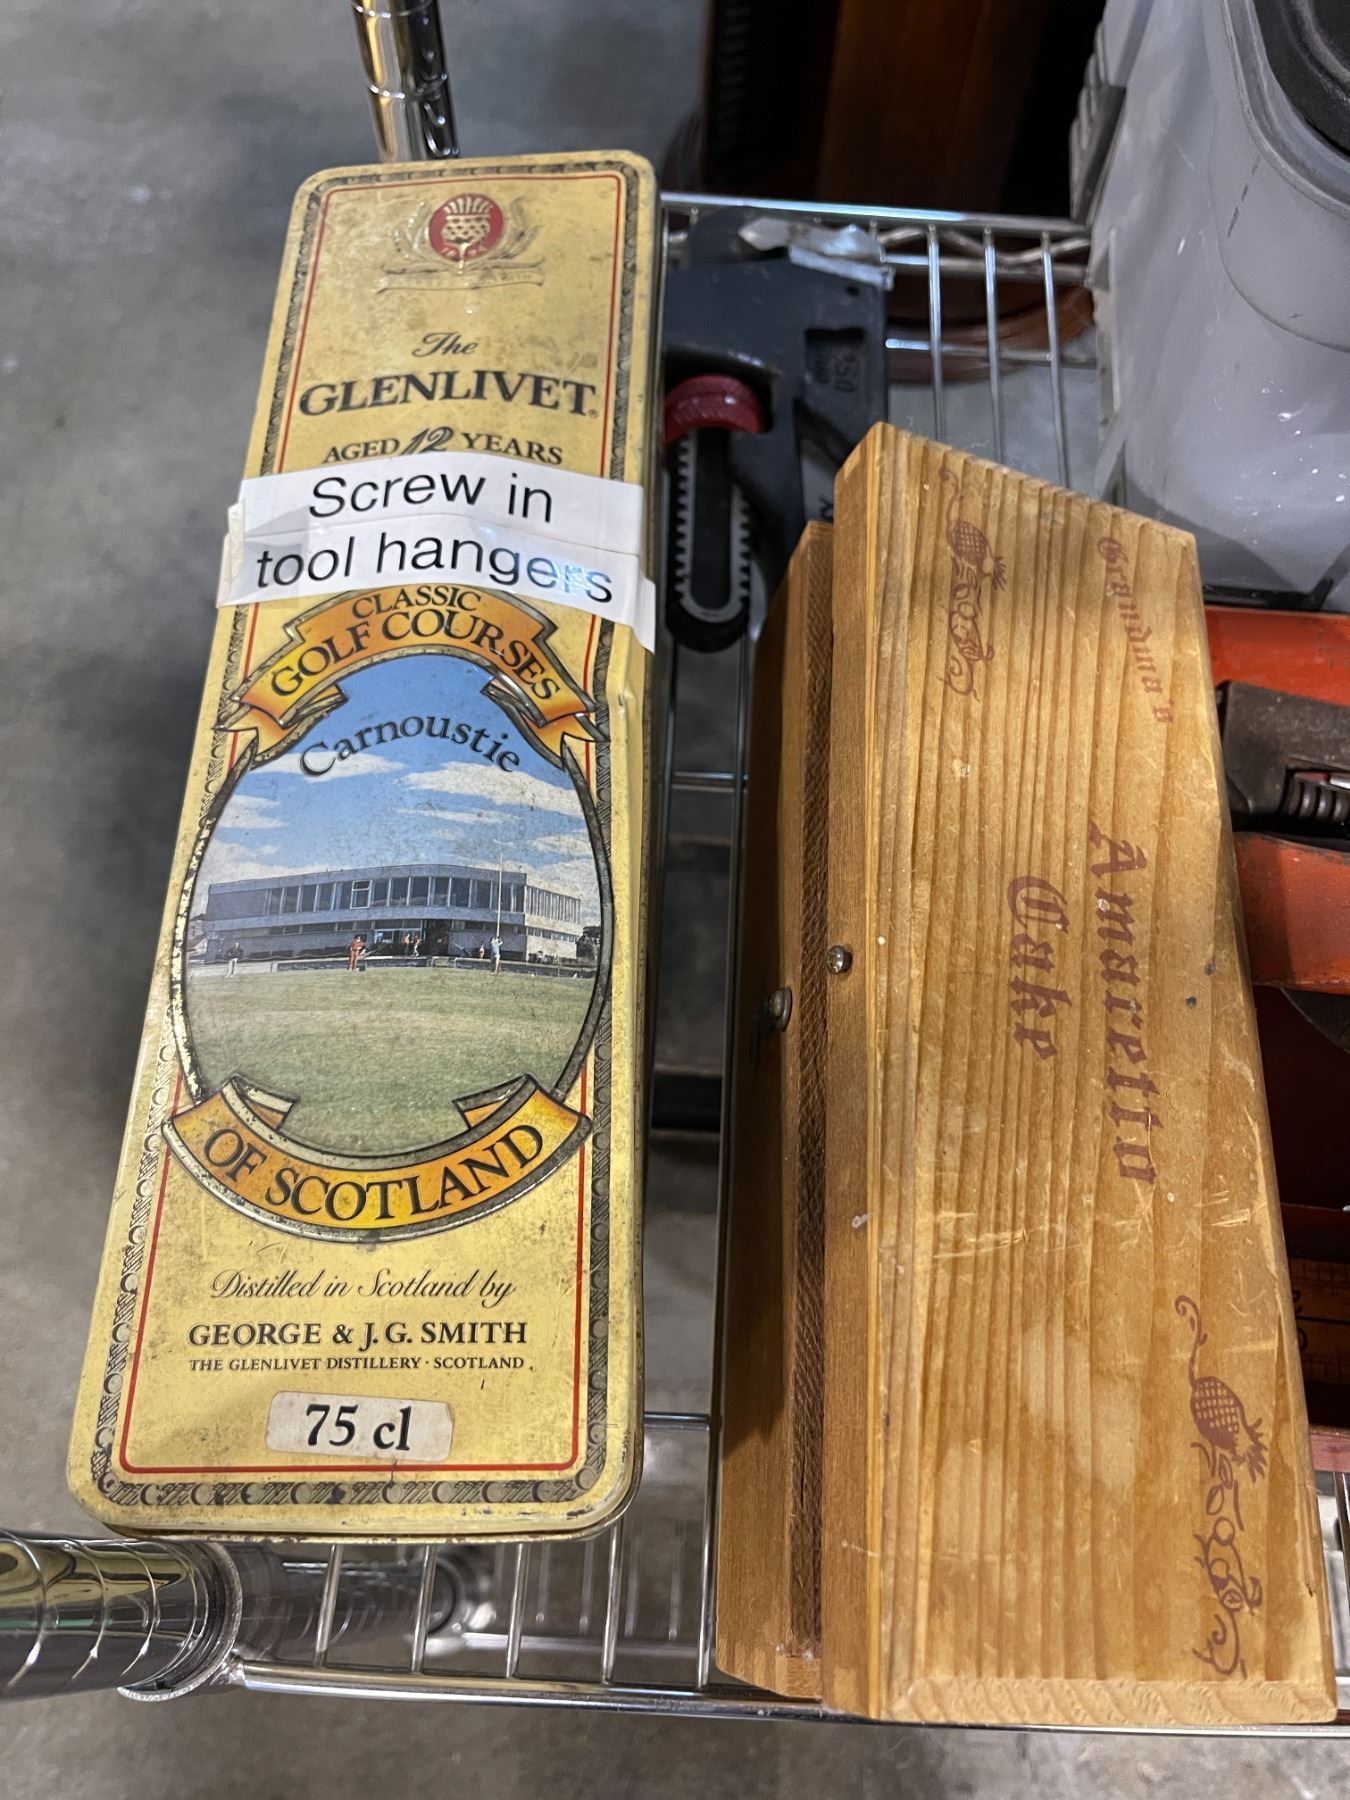 The
GLENLIVET®
AGED 12 YEARS
Screw in
tool hangers
CLASSIC
GOLF COURSES
Carnoustie
OF SCOTLAND
Distilled in Scotland by
GEORGE & J. G. SMITH
THE GLENLIVET DISTILLERY · SCOTLAND
75 cl
Grandma's
Amaretto
Cake